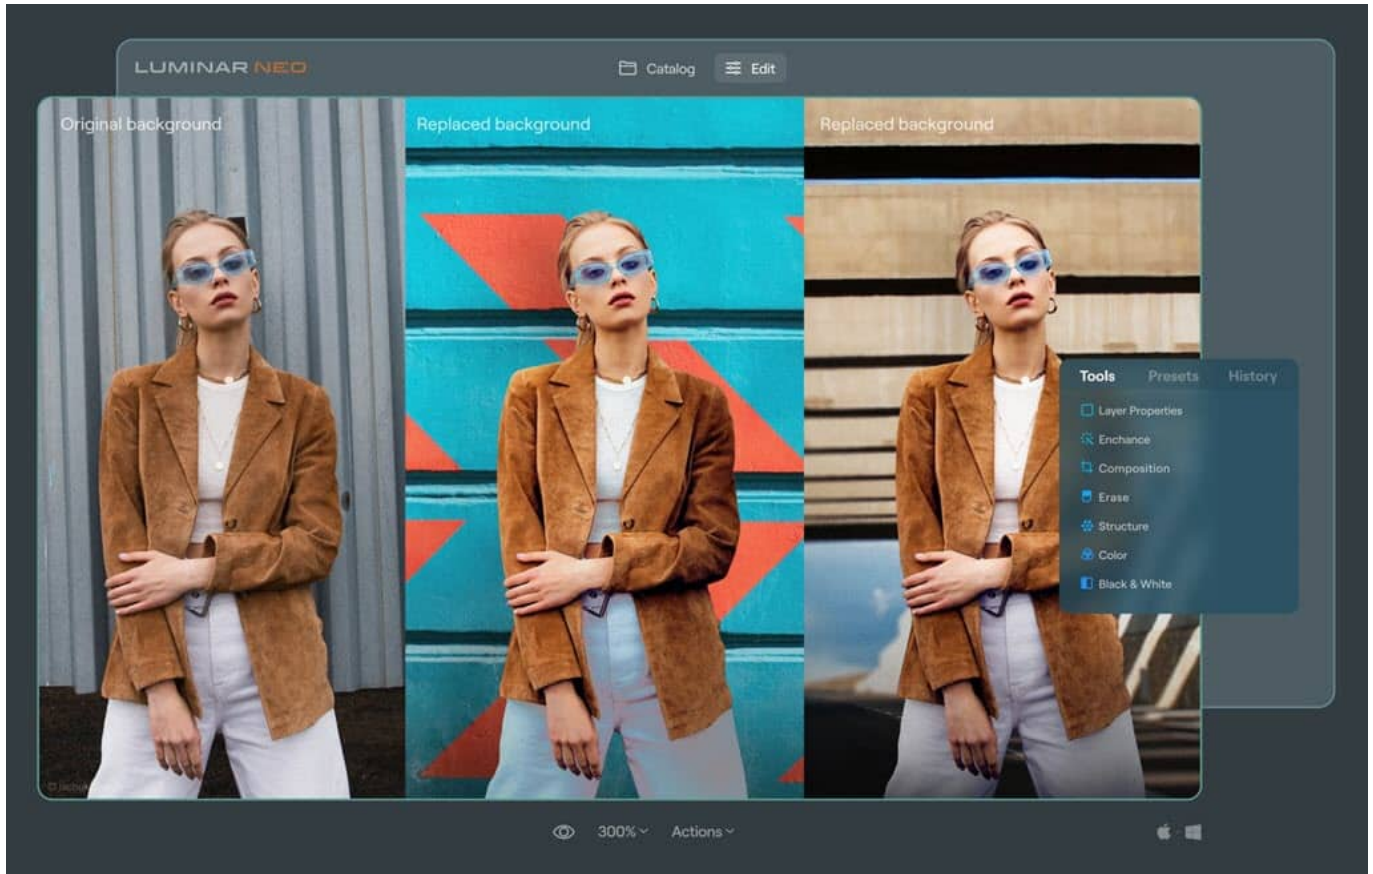 LUMINAR NEO
Catalog
Edit
Original background
Replaced background
Replaced background
Tools Presets History
Layer Properties
Enchance
Composition
Erase
Structure
Color
Black & White
300%
Actions